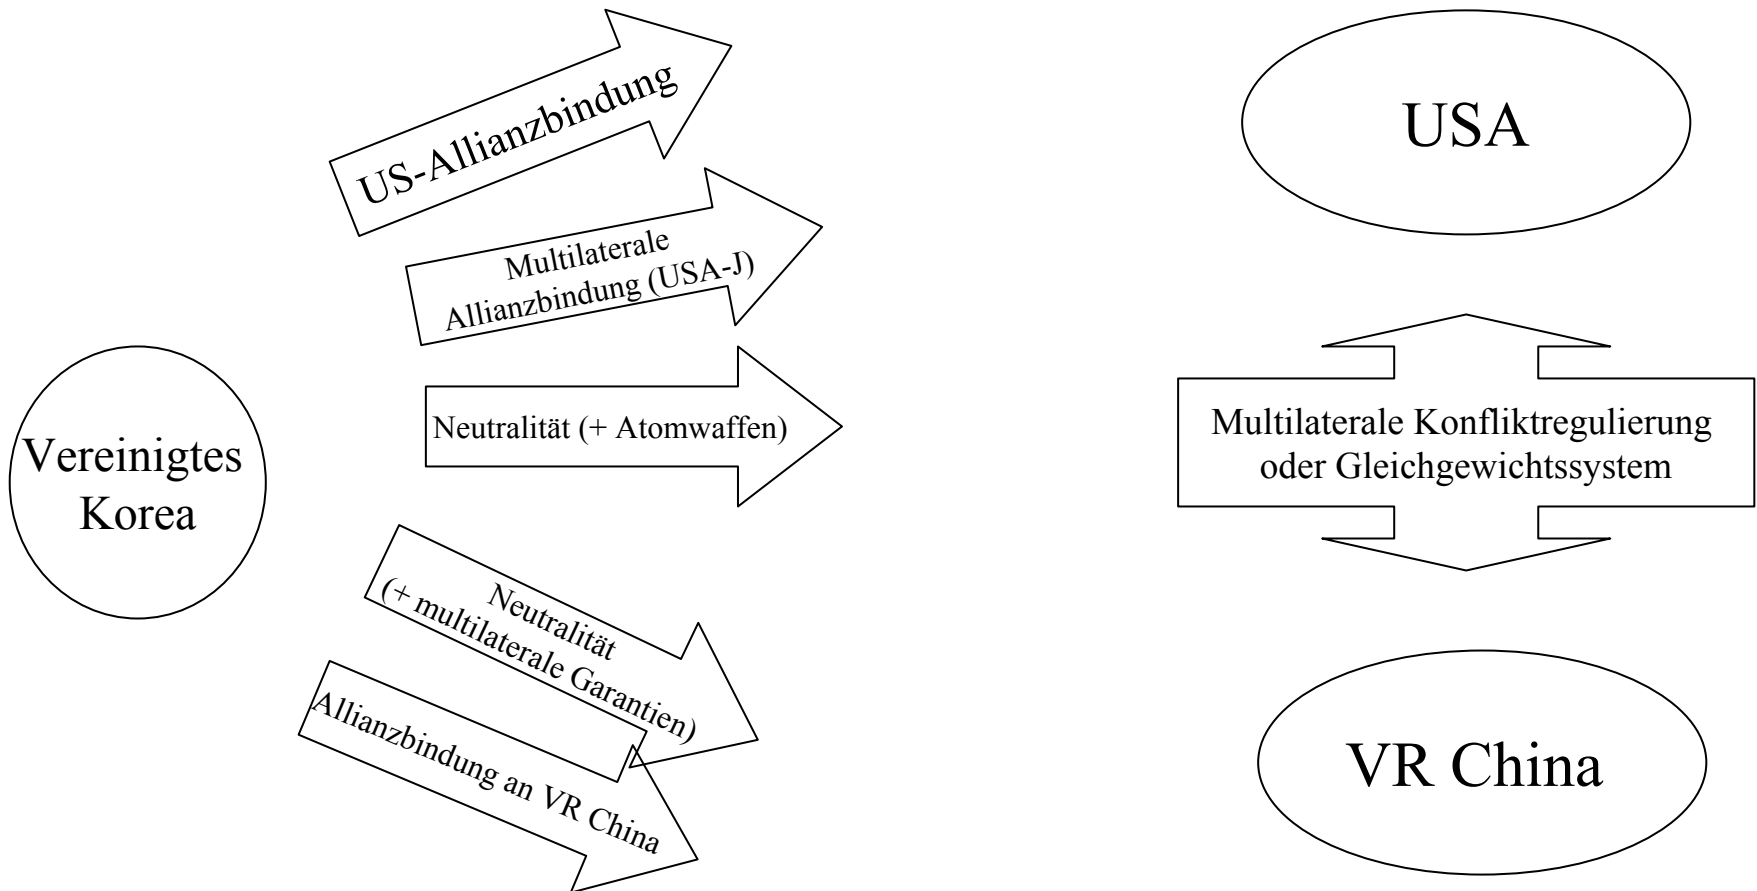 US-Allianzbindung
Multilaterale
Allianzbindung (USA-J)
Neutralität (+ Atomwaffen)
Vereinigtes
Korea
Neutralität
(+ multilaterale Garantien)
Allianzbindung an VR China
USA
Multilaterale Konfliktregulierung
oder Gleichgewichtssystem
VR China